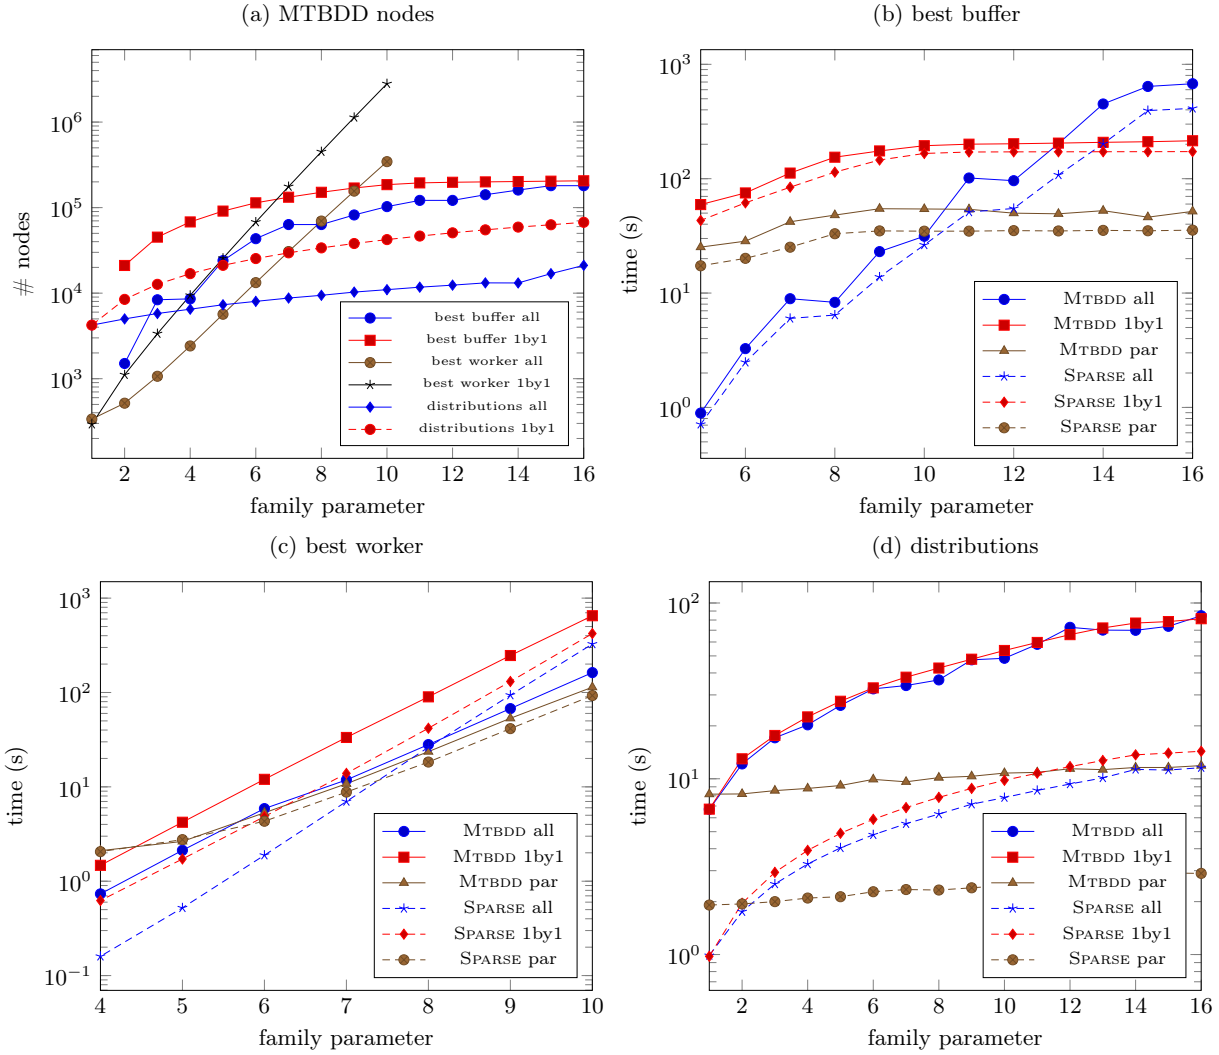 (a) MTBDD nodes
# nodes
10^6
10^5
10^4
10^3
2 4 6 8 10 12 14 16
family parameter
best buffer all
best buffer 1by1
best worker all
best worker 1by1
distributions all
distributions 1by1
(b) best buffer
time (s)
10^3
10^2
10^1
10^0
6 8 10 12 14 16
family parameter
MTBDD all
MTBDD 1by1
MTBDD par
SPARSE all
SPARSE 1by1
SPARSE par
(c) best worker
time (s)
10^3
10^2
10^1
10^0
10^−1
4 5 6 7 8 9 10
family parameter
MTBDD all
MTBDD 1by1
MTBDD par
SPARSE all
SPARSE 1by1
SPARSE par
(d) distributions
time (s)
10^2
10^1
10^0
2 4 6 8 10 12 14 16
family parameter
MTBDD all
MTBDD 1by1
MTBDD par
SPARSE all
SPARSE 1by1
SPARSE par